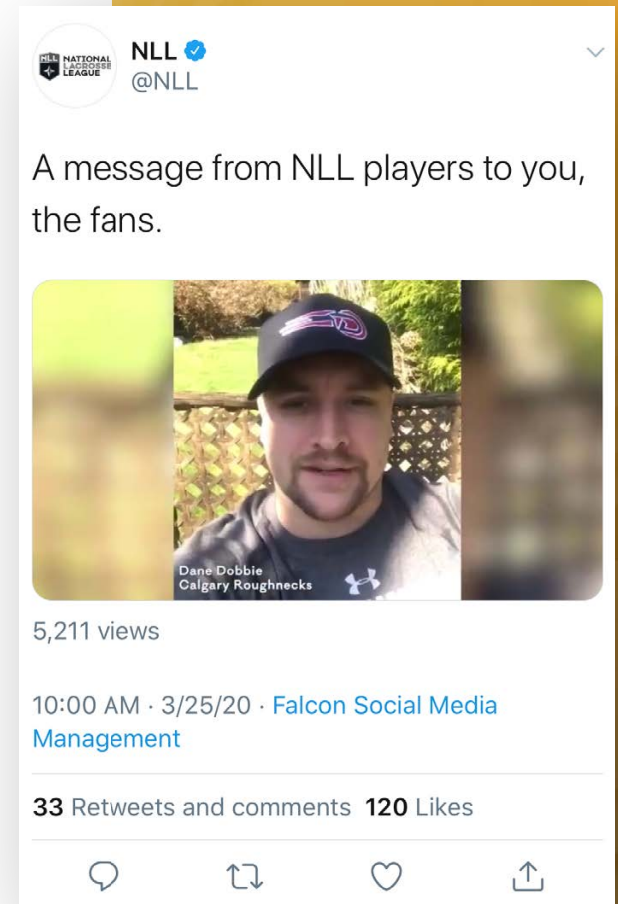 NLL
@NLL
NLL NATIONAL
LACROSSE
LEAGUE
A message from NLL players to you,
the fans.
Dane Dobbie
Calgary Roughnecks
5,211 views
10:00 AM · 3/25/20 · Falcon Social Media
Management
33 Retweets and comments 120 Likes